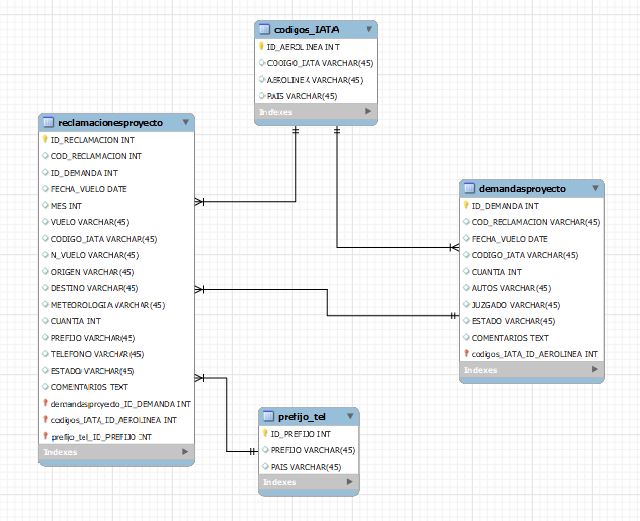 codigos_IATA
ID_AEROLINEA INT
CODIGO_IATA VARCHAR(45)
AEROLINEA VARCHAR(45)
PAIS VARCHAR(45)
Indexes
reclamacionesproyecto
ID_RECLAMACION INT
COD_RECLAMACION INT
ID_DEMANDA INT
FECHA_VUELO DATE
MES INT
VUELO VARCHAR(45)
CODIGO_IATA VARCHAR(45)
N_VUELO VARCHAR(45)
ORIGEN VARCHAR(45)
DESTINO VARCHAR(45)
METEOROLOGIA VARCHAR(45)
CUANTIA INT
PREFIJO VARCHAR(45)
TELEFONO VARCHAR(45)
ESTADO VARCHAR(45)
COMENTARIOS TEXT
demandasproyecto_ID_DEMANDA INT
codigos_IATA_ID_AEROLINEA INT
prefijo_tel_ID_PREFIJO INT
Indexes
demandasproyecto
ID_DEMANDA INT
COD_RECLAMACION VARCHAR(45)
FECHA_VUELO DATE
CODIGO_IATA VARCHAR(45)
CUANTIA INT
AUTOS VARCHAR(45)
JUZGADO VARCHAR(45)
ESTADO VARCHAR(45)
COMENTARIOS TEXT
codigos_IATA_ID_AEROLINEA INT
Indexes
prefijo_tel
ID_PREFIJO INT
PREFIJO VARCHAR(45)
PAIS VARCHAR(45)
Indexes